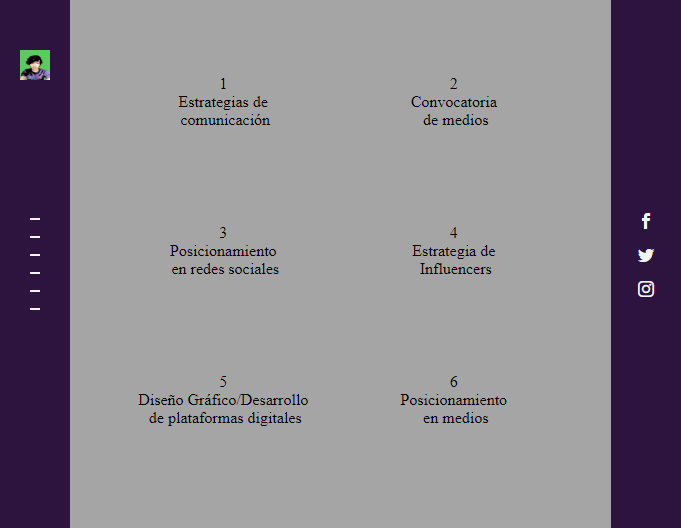 1
Estrategias de
comunicación
2
Convocatoria
de medios
3
Posicionamiento
en redes sociales
4
Estrategia de
Influencers
5
Diseño Gráfico/Desarrollo
de plataformas digitales
6
Posicionamiento
en medios